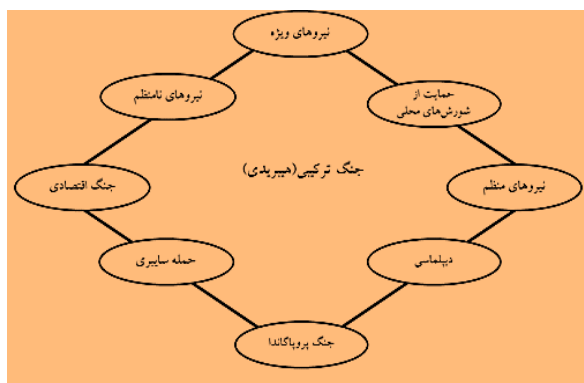 نیروهای ویژه
حمایت از
شورش‌های محلی
نیروهای نامنظم
جنگ ترکیبی(هیبریدی)
نیروهای منظم
جنگ اقتصادی
دیپلماسی
حمله سایبری
جنگ پروپاگاندا